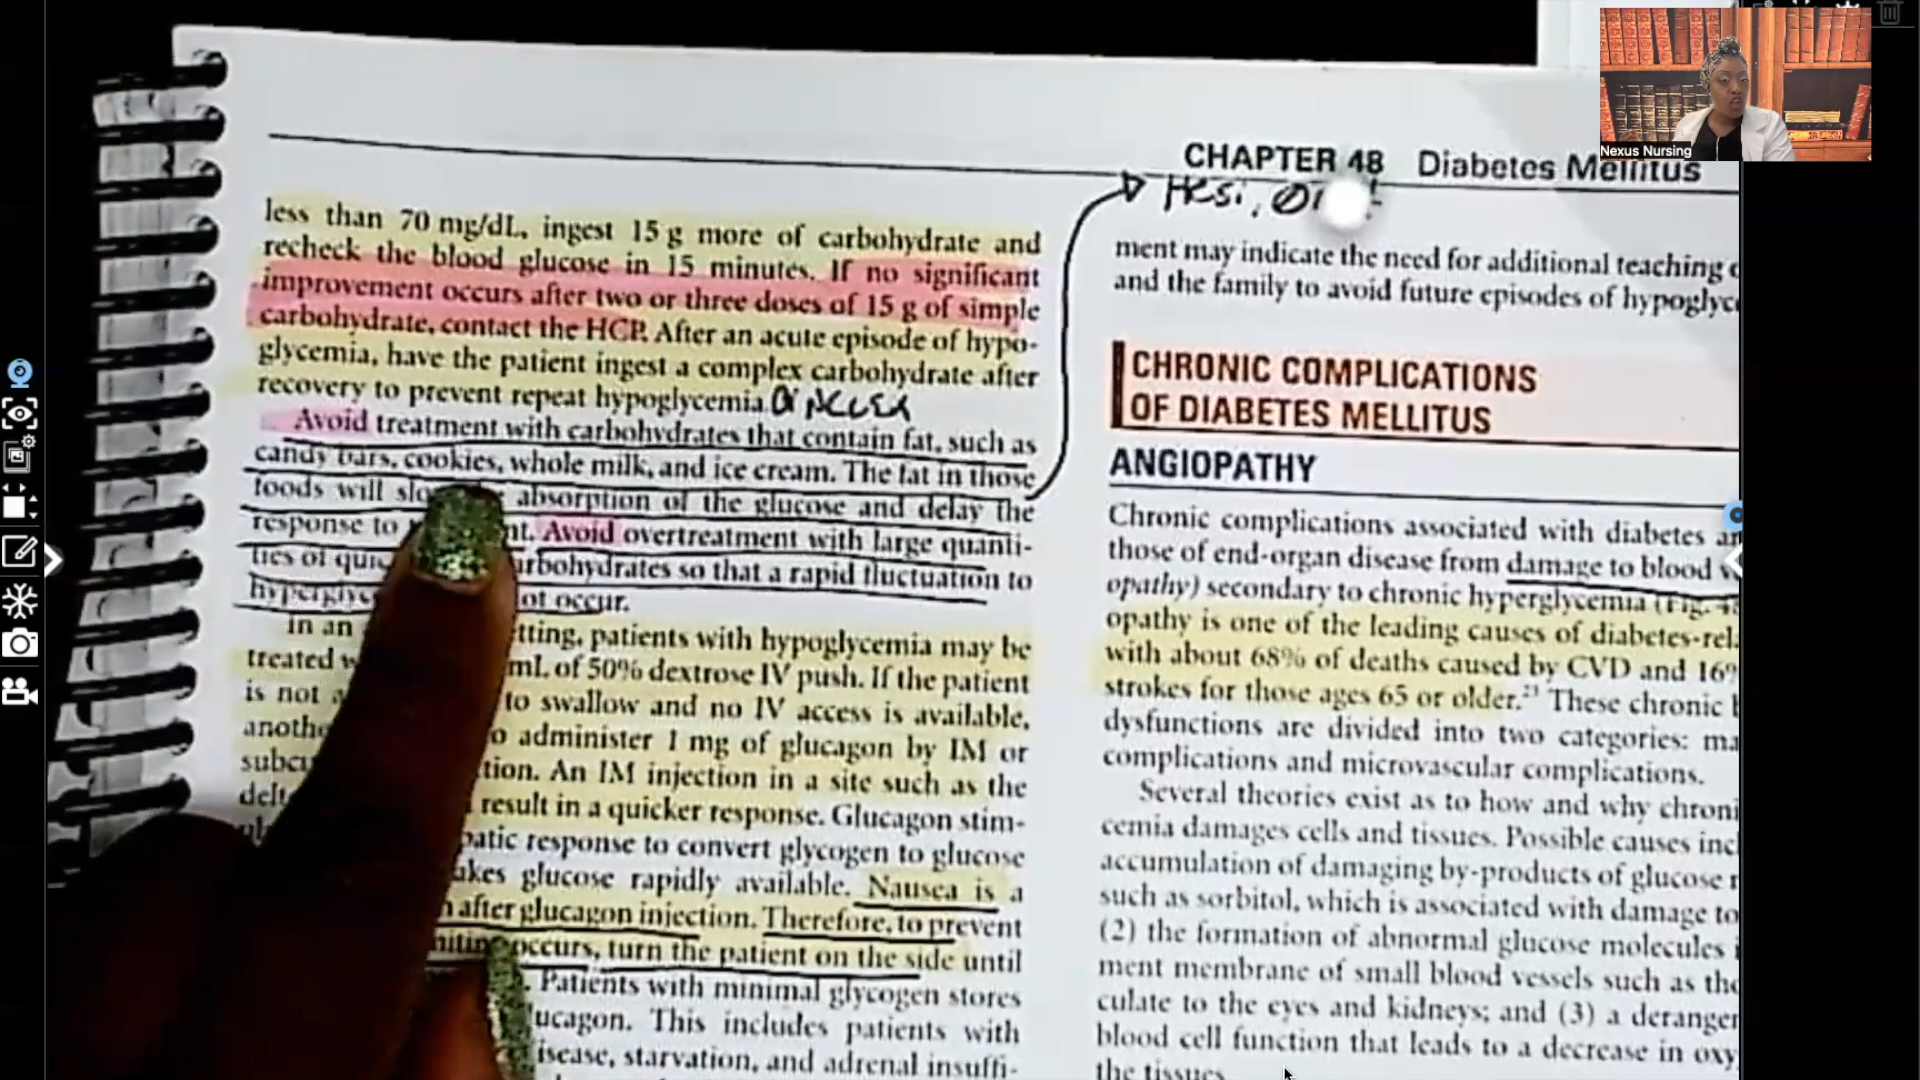 Nexus Nursing
CHAPTER 48 Diabetes Mellitus
Hesi,
less than 70 mg/dL, ingest 15 g more of carbohydrate and
recheck the blood glucose in 15 minutes. If no significant
improvement occurs after two or three doses of 15 g of simple
carbohydrate, contact the HCP. After an acute episode of hypo-
glycemia, have the patient ingest a complex carbohydrate after
recovery to prevent repeat hypoglycemia.
Avoid treatment with carbohydrates that contain fat, such as
candy bars, cookies, whole milk, and ice cream. The fat in those
foods will absorption of the glucose and delay the
response to Avoid overtreatment with large quanti-
ties of so that a rapid fluctuation to
ot occur.
In an tting, patients with hypoglycemia may be
treated mL of 50% dextrose IV push. If the patient
is not to swallow and no IV access is available,
administer 1 mg of glucagon by IM or
tion. An IM injection in a site such as the
result in a quicker response. Glucagon stim-
response to convert glycogen to glucose
glucose rapidly available. Nausea is a
after glucagon injection. Therefore, to prevent
occurs, turn the patient on the side until
Patients with minimal glycogen stores
This includes patients with
starvation, and adrenal insuffi-
ment may indicate the need for additional teaching
and the family to avoid future episodes of hypoglyc
CHRONIC COMPLICATIONS
OF DIABETES MELLITUS
ANGIOPATHY
Chronic complications associated with diabetes
those of end-organ disease from damage to blood
opathy) secondary to chronic hyperglycemia (Fig.
opathy is one of the leading causes of diabetes-rel
with about 68% of deaths caused by CVD and
strokes for those ages 65 or older. These chronic
dysfunctions are divided into two categories:
complications and microvascular complications.
Several theories exist as to how and why chroni
cemia damages cells and tissues. Possible causes incl
accumulation of damaging by-products of glucose
such as sorbitol, which is associated with damage to
(2) the formation of abnormal glucose molecules
ment membrane of small blood vessels such as the
culate to the eyes and kidneys; and (3) a deranger
blood cell function that leads to a decrease in oxy
the tissues.